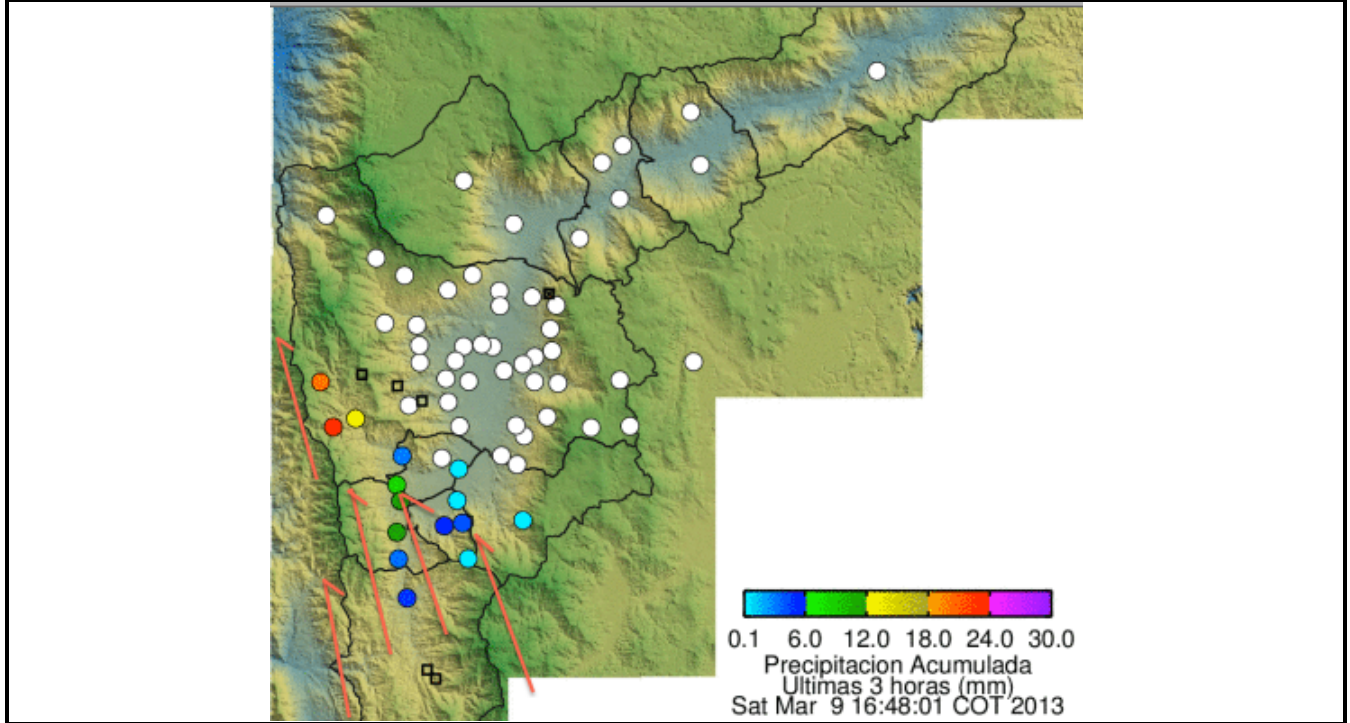 0.1 6.0 12.0 18.0 24.0 30.0
Precipitacion Acumulada
Ultimas 3 horas (mm)
Sat Mar 9 16:48:01 COT 2013